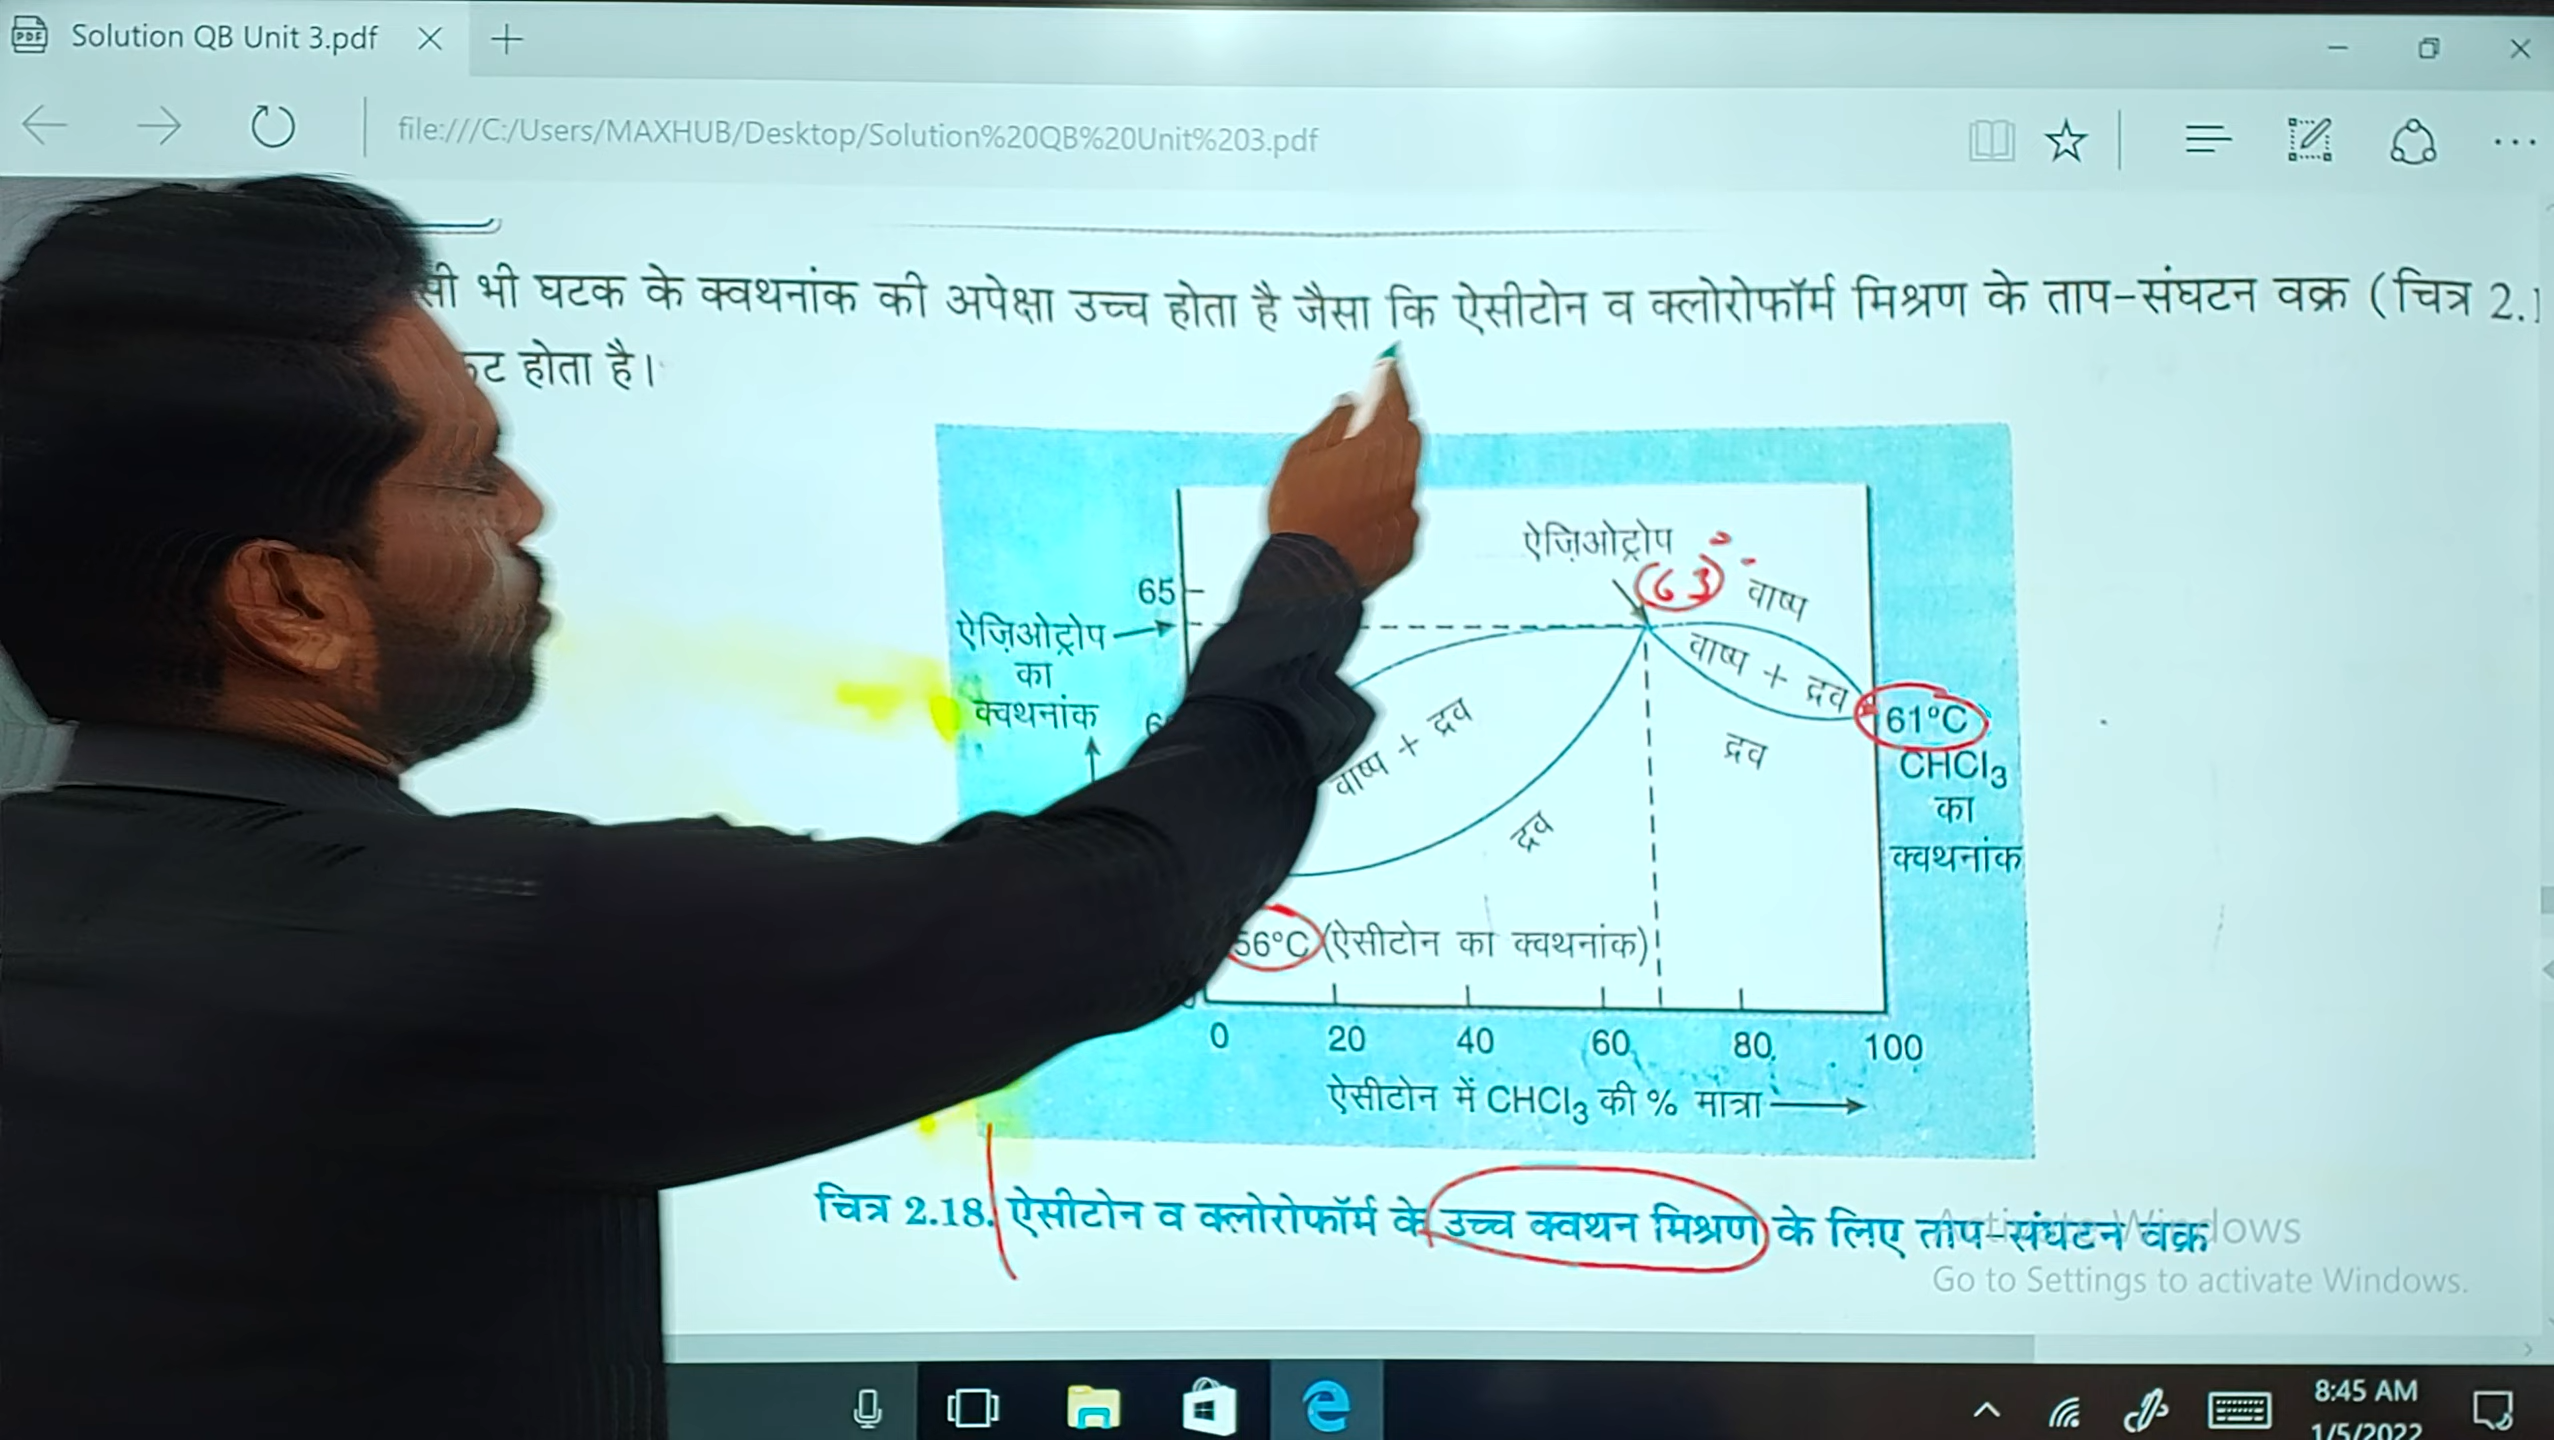 Solution QB Unit 3.pdf
file:///C:/Users/MAXHUB/Desktop/Solution%20QB%20Unit%203.pdf
भी घटक के क्वथनांक की अपेक्षा उच्च होता है जैसा कि ऐसीटोन व क्लोरोफॉर्म मिश्रण के ताप-संघटन वक्र (चित्र 2.1
होता है।
ऐज़िओट्रोप
(63)
65
वाष्प
ऐज़िओट्रोप
का
क्वथनांक
वाष्प + द्रव
वाष्प + द्रव
द्रव
द्रव
61°C
CHCl₃
का
क्वथनांक
56°C (ऐसीटोन का क्वथनांक)
0 20 40 60 80 100
ऐसीटोन में CHCl₃ की % मात्रा
चित्र 2.18. ऐसीटोन व क्लोरोफॉर्म के उच्च क्वथन मिश्रण के लिए ताप-संघटन वक्र
Activate Windows
Go to Settings to activate Windows.
8:45 AM
1/5/2022